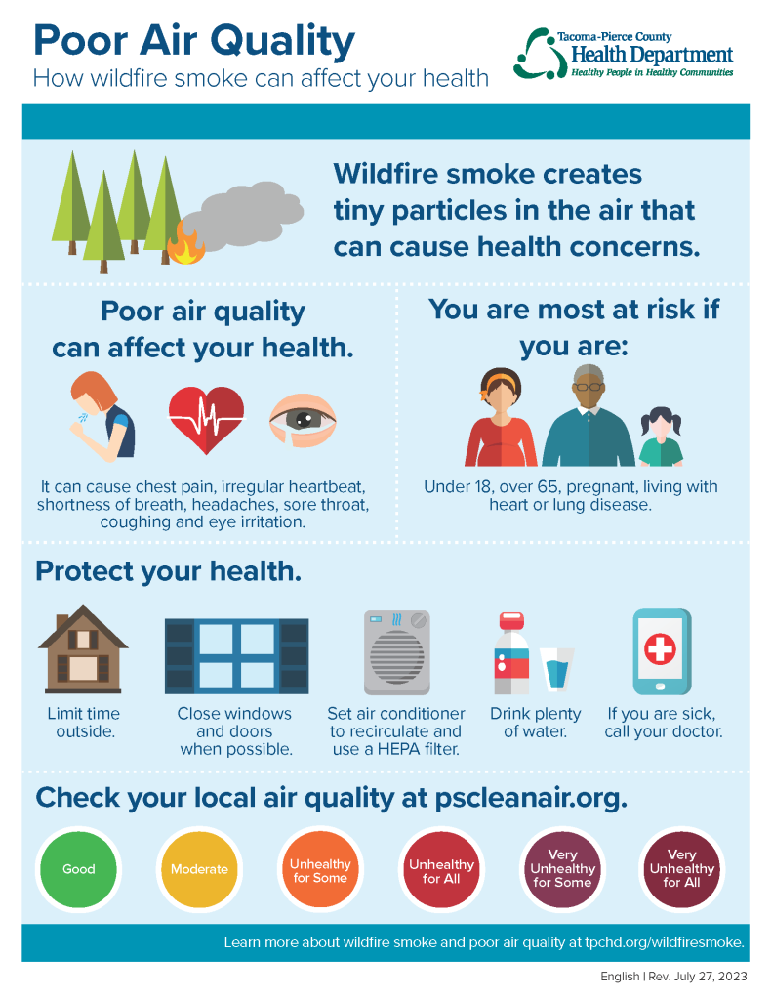 Poor Air Quality
How wildfire smoke can affect your health
Tacoma-Pierce County
Health Department
Healthy People in Healthy Communities
Wildfire smoke creates
tiny particles in the air that
can cause health concerns.
Poor air quality
can affect your health.
It can cause chest pain, irregular heartbeat,
shortness of breath, headaches, sore throat,
coughing and eye irritation.
You are most at risk if
you are:
Under 18, over 65, pregnant, living with
heart or lung disease.
Protect your health.
Limit time
outside.
Close windows
and doors
when possible.
Set air conditioner
to recirculate and
use a HEPA filter.
Drink plenty
of water.
If you are sick,
call your doctor.
Check your local air quality at pscleanair.org.
Good
Moderate
Unhealthy
for Some
Unhealthy
for All
Very
Unhealthy
for Some
Very
Unhealthy
for All
Learn more about wildfire smoke and poor air quality at tpchd.org/wildfiresmoke.
English | Rev. July 27, 2023